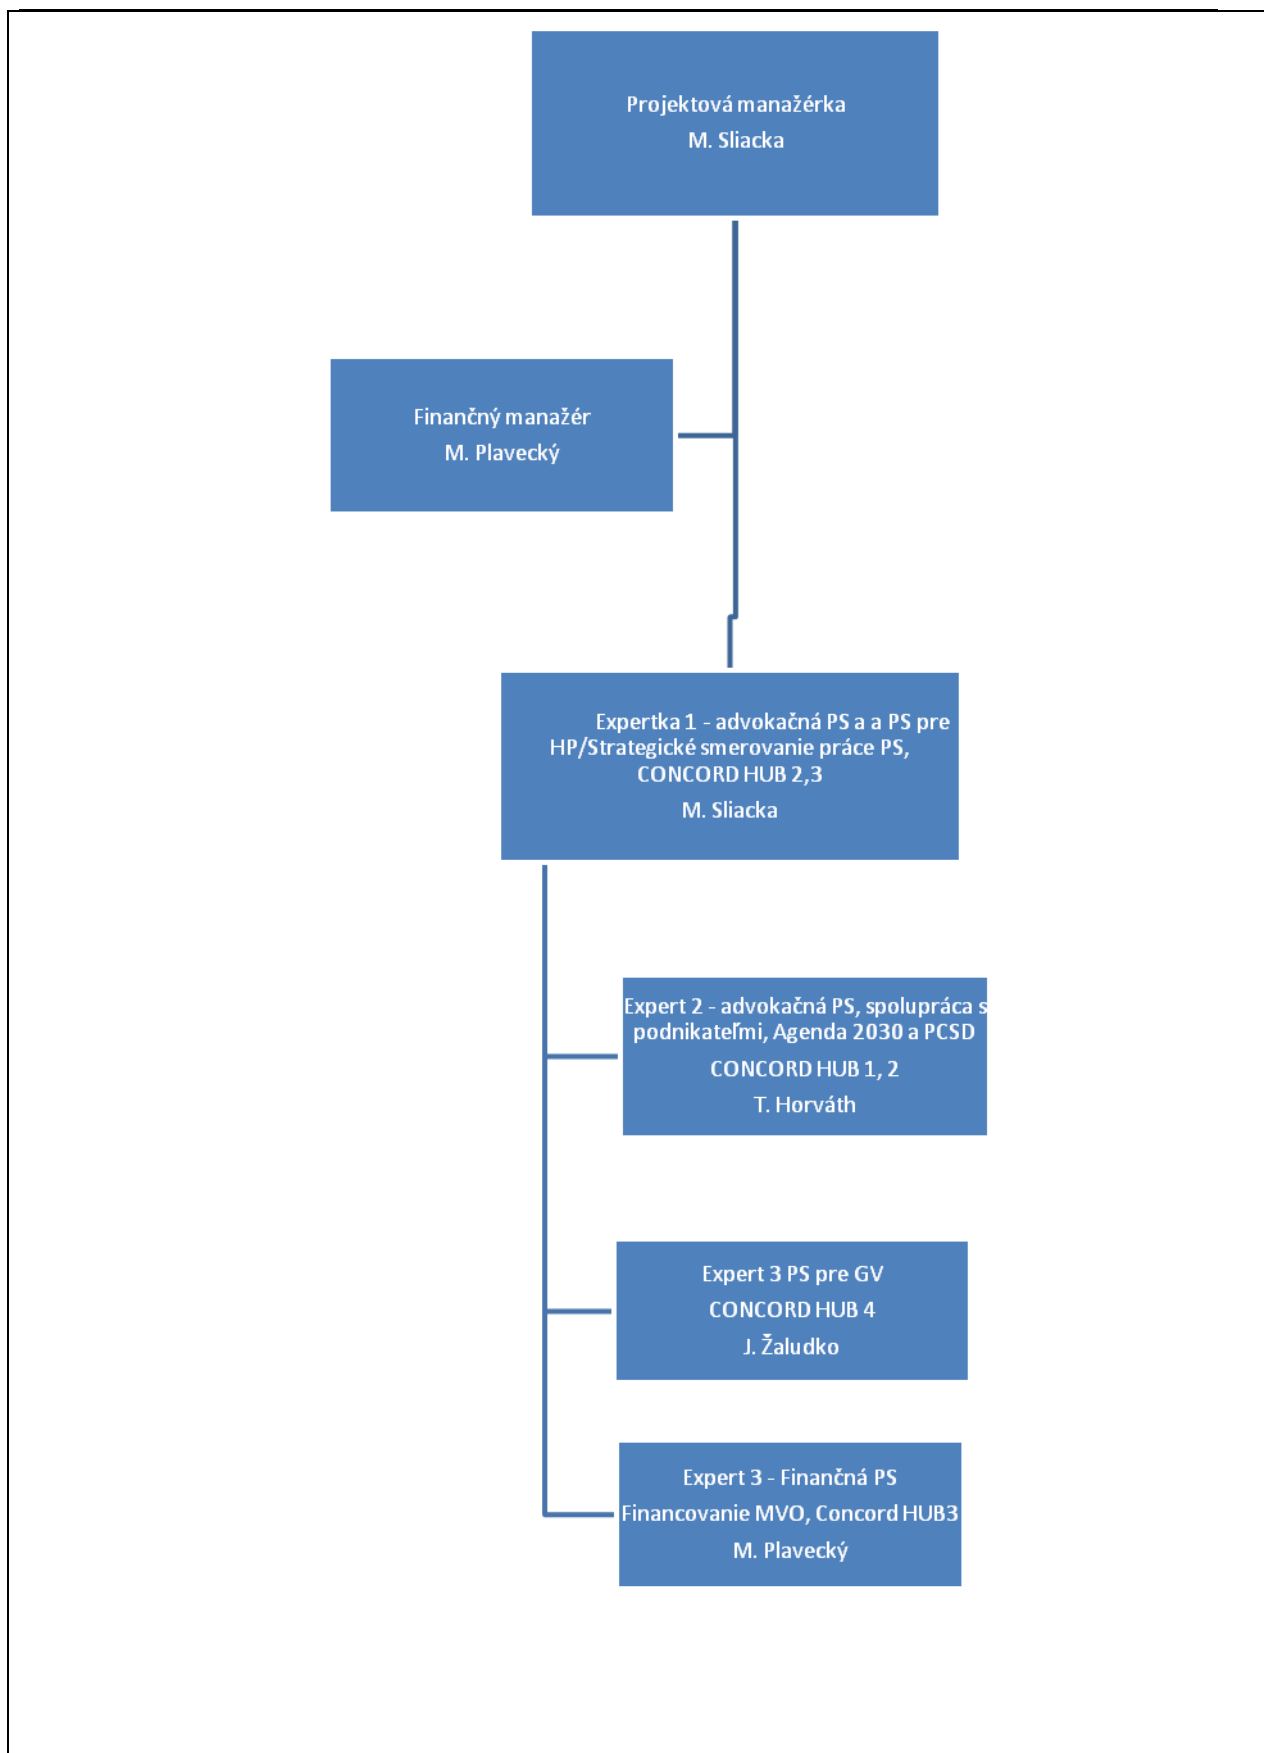 Projektová manažérka
M. Sliacka
Finančný manažér
M. Plavecký
Expertka 1 - advokačná PS a a PS pre
HP/Strategické smerovanie práce PS,
CONCORD HUB 2,3
M. Sliacka
Expert 2 - advokačná PS, spolupráca s
podnikateľmi, Agenda 2030 a PCSD
CONCORD HUB 1, 2
T. Horváth
Expert 3 PS pre GV
CONCORD HUB 4
J. Žaludko
Expert 3 - Finančná PS
Financovanie MVO, Concord HUB3
M. Plavecký